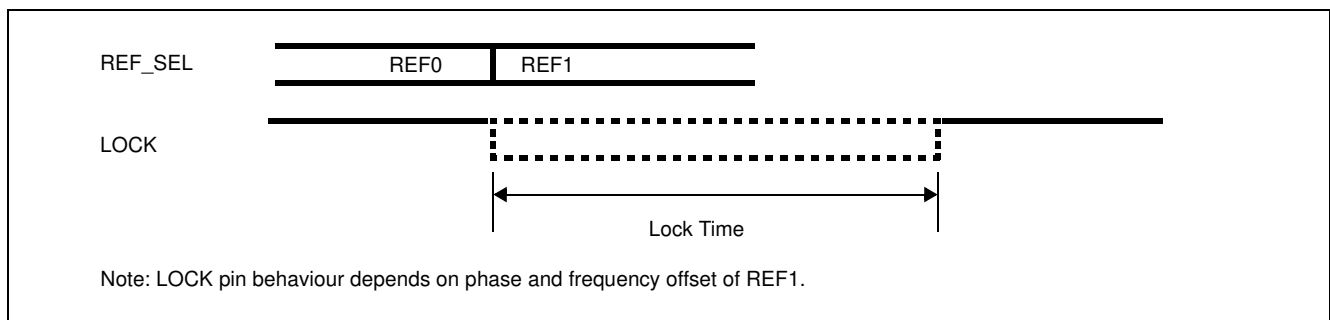 REF_SEL
REF0 REF1
LOCK
Lock Time
Note: LOCK pin behaviour depends on phase and frequency offset of REF1.